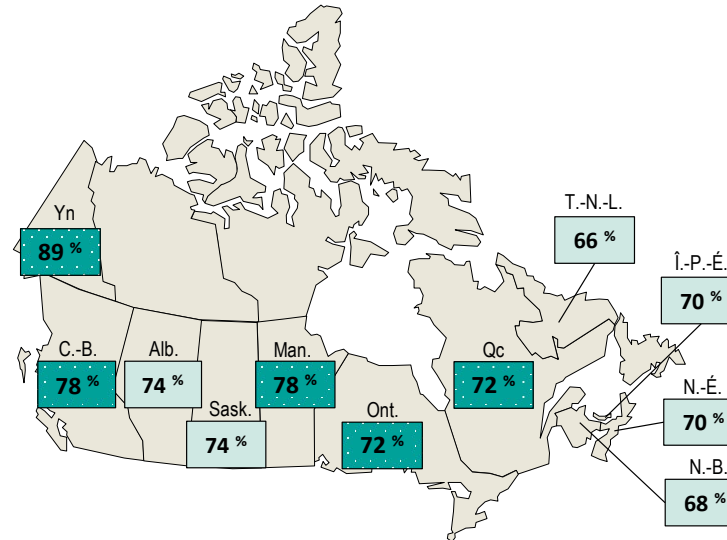 Yn
89 %
T.-N.-L.
66 %
Î.-P.-É.
70 %
C.-B.
78 %
Alb.
74 %
Sask.
74 %
Man.
78 %
Ont.
72 %
Qc
72 %
N.-É.
70 %
N.-B.
68 %